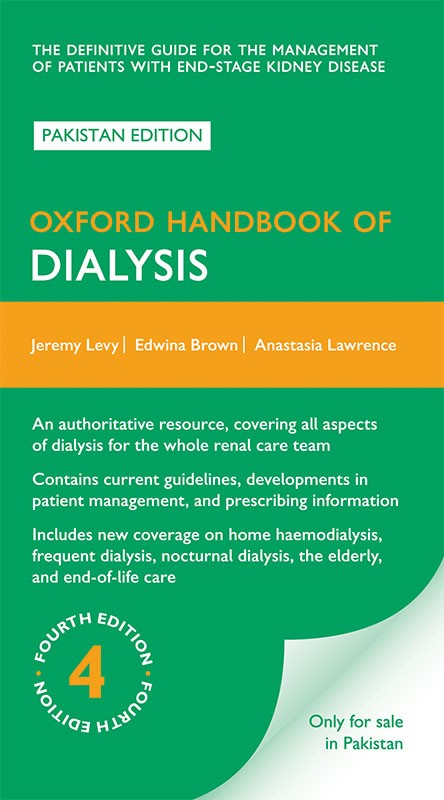 THE DEFINITIVE GUIDE FOR THE MANAGEMENT
OF PATIENTS WITH END-STAGE KIDNEY DISEASE
PAKISTAN EDITION
OXFORD HANDBOOK OF
DIALYSIS
Jeremy Levy | Edwina Brown | Anastasia Lawrence
An authoritative resource, covering all aspects
of dialysis for the whole renal care team
Contains current guidelines, developments in
patient management, and prescribing information
Includes new coverage on home haemodialysis,
frequent dialysis, nocturnal dialysis, the elderly,
and end-of-life care
FOURTH EDITION • FOURTH EDITION •
4
Only for sale
in Pakistan